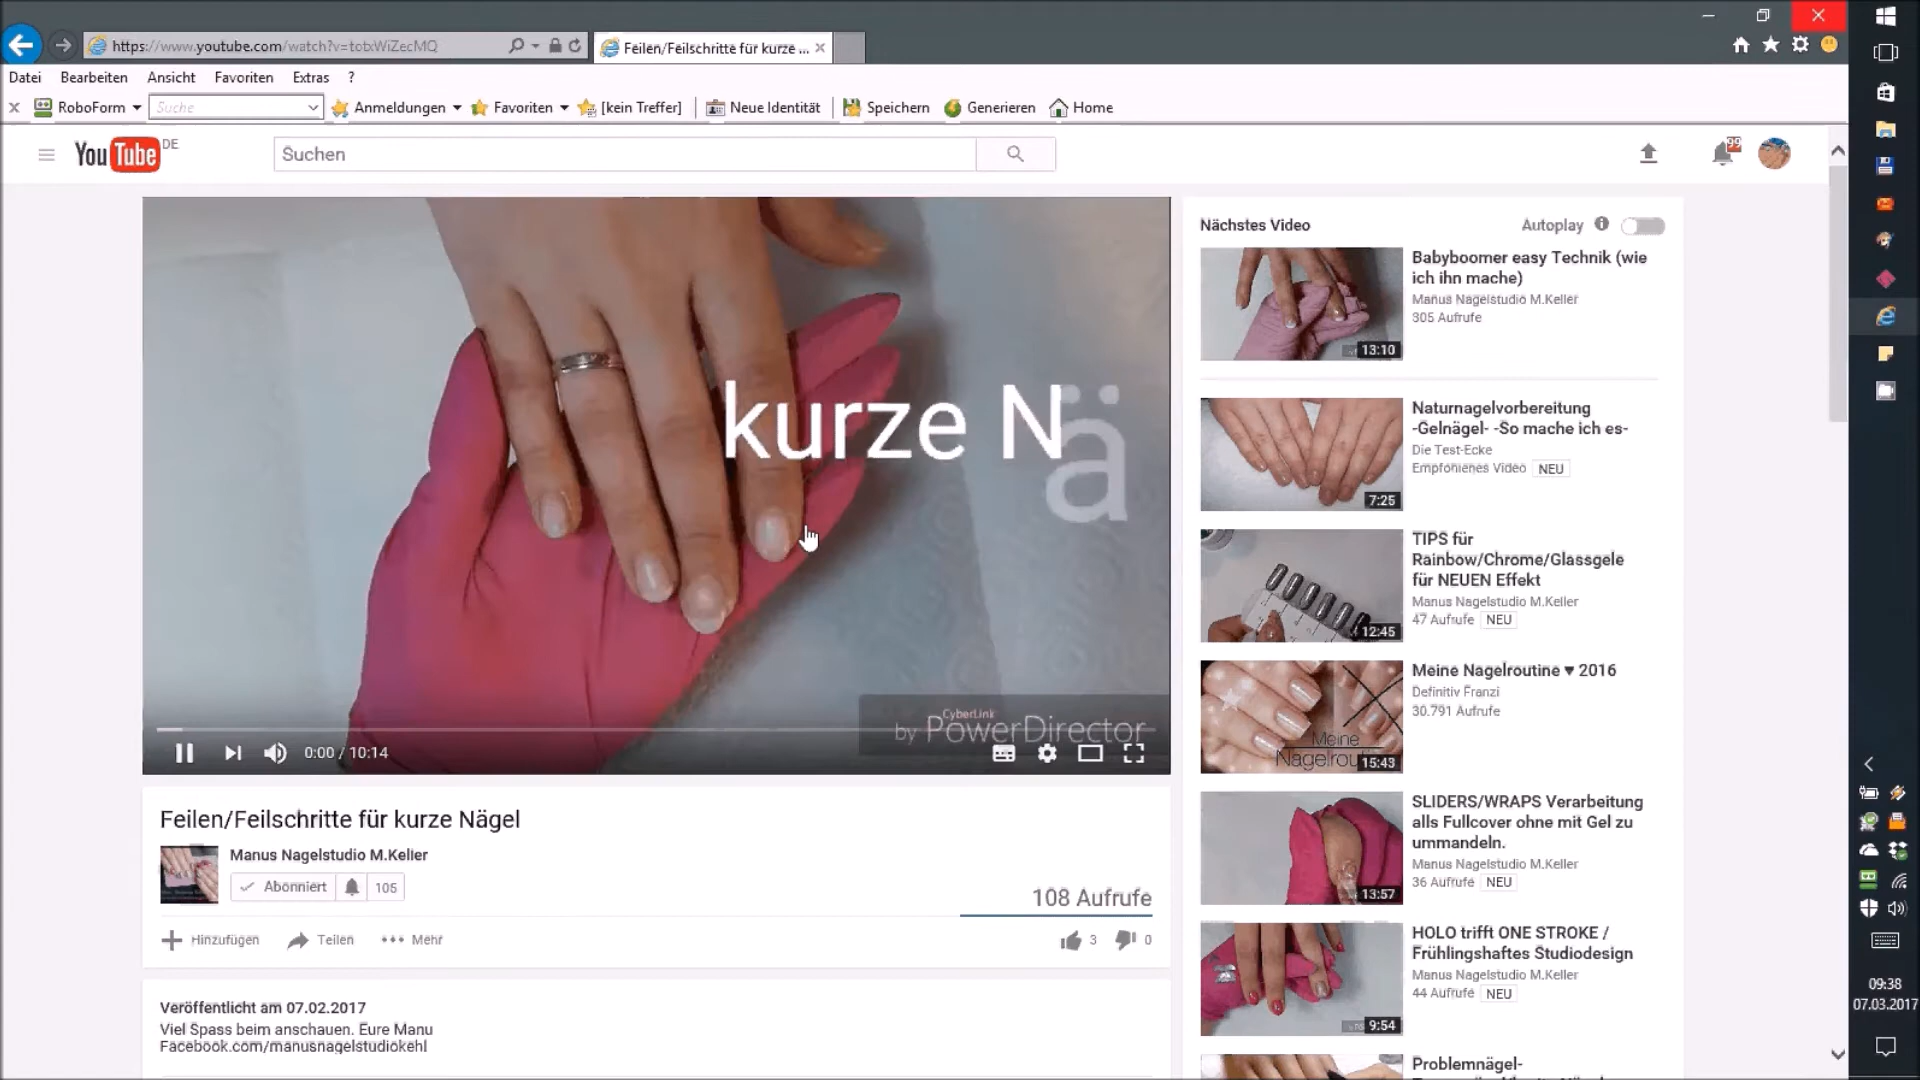 https://www.youtube.com/watch?v=tobxWiZecMQ
Feilen/Feilschritte für kurze ...
Datei Bearbeiten Ansicht Favoriten Extras ?
RoboForm Suche Anmeldungen Favoriten [kein Treffer] Neue Identität Speichern Generieren Home
YouTube DE
Suchen
99
kurze Nä
CyberLink
by PowerDirector
0:00 / 10:14
Feilen/Feilschritte für kurze Nägel
Manus Nagelstudio M.Keller
Abonniert 105
108 Aufrufe
Hinzufügen Teilen Mehr
3 0
Veröffentlicht am 07.02.2017
Viel Spass beim anschauen. Eure Manu
Facebook.com/manusnagelstudiokehl
Nächstes Video
Autoplay
Babyboomer easy Technik (wie
ich ihn mache)
Manus Nagelstudio M.Keller
305 Aufrufe
13:10
Naturnagelvorbereitung
-Gelnägel- -So mache ich es-
Die Test-Ecke
Empfohlenes Video NEU
7:25
TIPS für
Rainbow/Chrome/Glassgele
für NEUEN Effekt
Manus Nagelstudio M.Keller
47 Aufrufe NEU
12:45
Meine Nagelroutine ♥ 2016
Definitiv Franzi
30.791 Aufrufe
Meine
Nagelrou
15:43
SLIDERS/WRAPS Verarbeitung
alls Fullcover ohne mit Gel zu
ummandeln.
Manus Nagelstudio M.Keller
36 Aufrufe NEU
13:57
HOLO trifft ONE STROKE /
Frühlingshaftes Studiodesign
Manus Nagelstudio M.Keller
44 Aufrufe NEU
9:54
Problemnägel-
09:38
07.03.2017